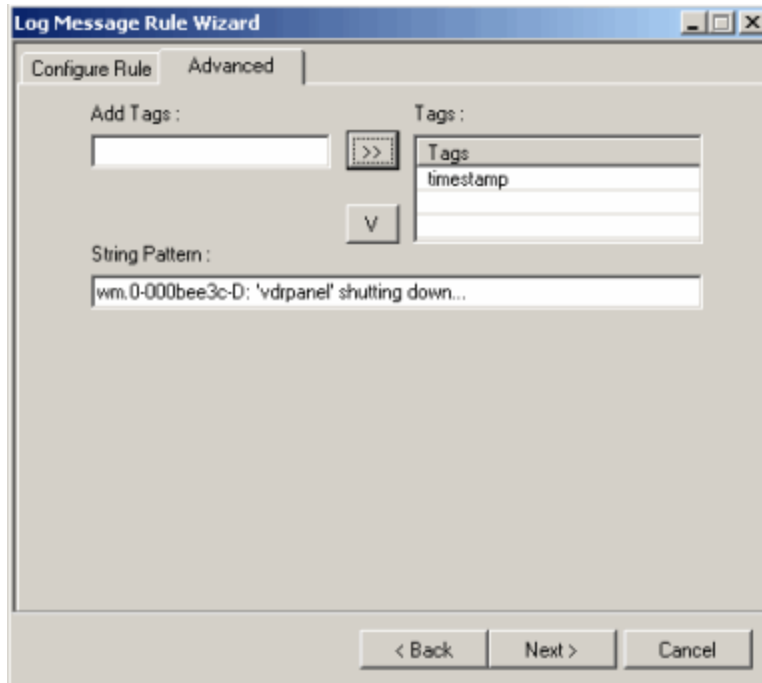 Log Message Rule Wizard
Configure Rule
Advanced
Add Tags :
Tags :
>>
Tags
timestamp
V
String Pattern :
wm.0-000bee3c-D: 'vdrpanel' shutting down...
< Back
Next >
Cancel